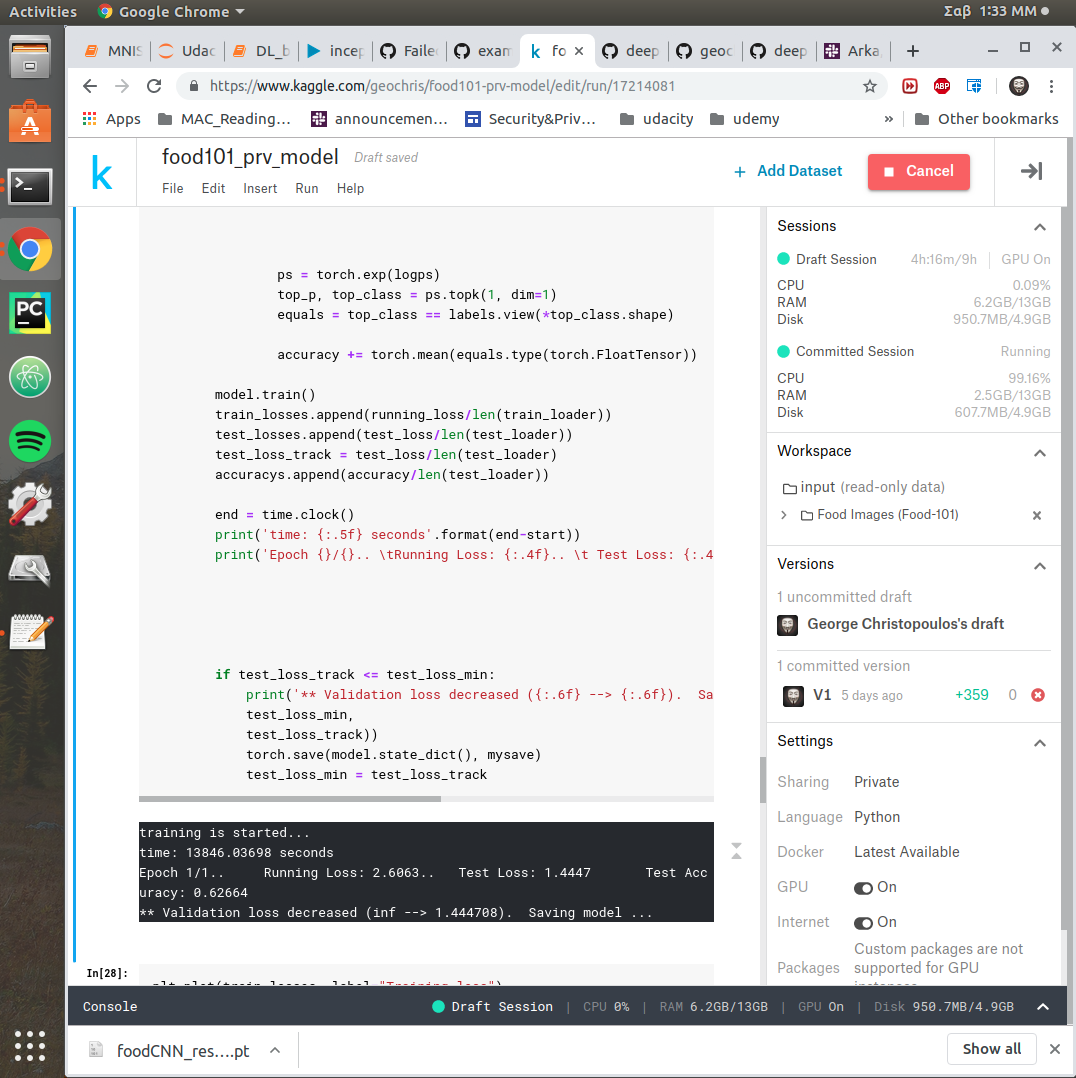 Activities
Google Chrome
Σαβ 1:33 ΜΜ
MNIS
Udac
DL_b
incep
Failed
exam
fo
deep
geoc
deep
Arka
https://www.kaggle.com/geochris/food101-prv-model/edit/run/17214081
ABP
Apps
MAC_Reading...
announcemen...
Security&Priv...
udacity
udemy
»
Other bookmarks
k
food101_prv_model
Draft saved
File Edit Insert Run Help
+ Add Dataset
Cancel
ps = torch.exp(logps)
top_p, top_class = ps.topk(1, dim=1)
equals = top_class == labels.view(*top_class.shape)
accuracy += torch.mean(equals.type(torch.FloatTensor))
model.train()
train_losses.append(running_loss/len(train_loader))
test_losses.append(test_loss/len(test_loader))
test_loss_track = test_loss/len(test_loader)
accuracys.append(accuracy/len(test_loader))
end = time.clock()
print('time: {:.5f} seconds'.format(end-start))
print('Epoch {}/{}.. \tRunning Loss: {:.4f}.. \t Test Loss: {:.4
if test_loss_track <= test_loss_min:
print('** Validation loss decreased ({:.6f} --> {:.6f}). Sa
test_loss_min,
test_loss_track))
torch.save(model.state_dict(), mysave)
test_loss_min = test_loss_track
training is started...
time: 13846.03698 seconds
Epoch 1/1.. Running Loss: 2.6063.. Test Loss: 1.4447 Test Acc
uracy: 0.62664
** Validation loss decreased (inf --> 1.444708). Saving model ...
In[28]:
plt.plot(train_losses, label="Training loss")
Sessions
Draft Session 4h:16m/9h GPU On
CPU 0.09%
RAM 6.2GB/13GB
Disk 950.7MB/4.9GB
Committed Session Running
CPU 99.16%
RAM 2.5GB/13GB
Disk 607.7MB/4.9GB
Workspace
input (read-only data)
Food Images (Food-101)
Versions
1 uncommitted draft
George Christopoulos's draft
1 committed version
V1 5 days ago +359 0
Settings
Sharing Private
Language Python
Docker Latest Available
GPU On
Internet On
Packages Custom packages are not
supported for GPU
instances
Console
Draft Session | CPU 0% | RAM 6.2GB/13GB | GPU On | Disk 950.7MB/4.9GB
foodCNN_res....pt
Show all
PC